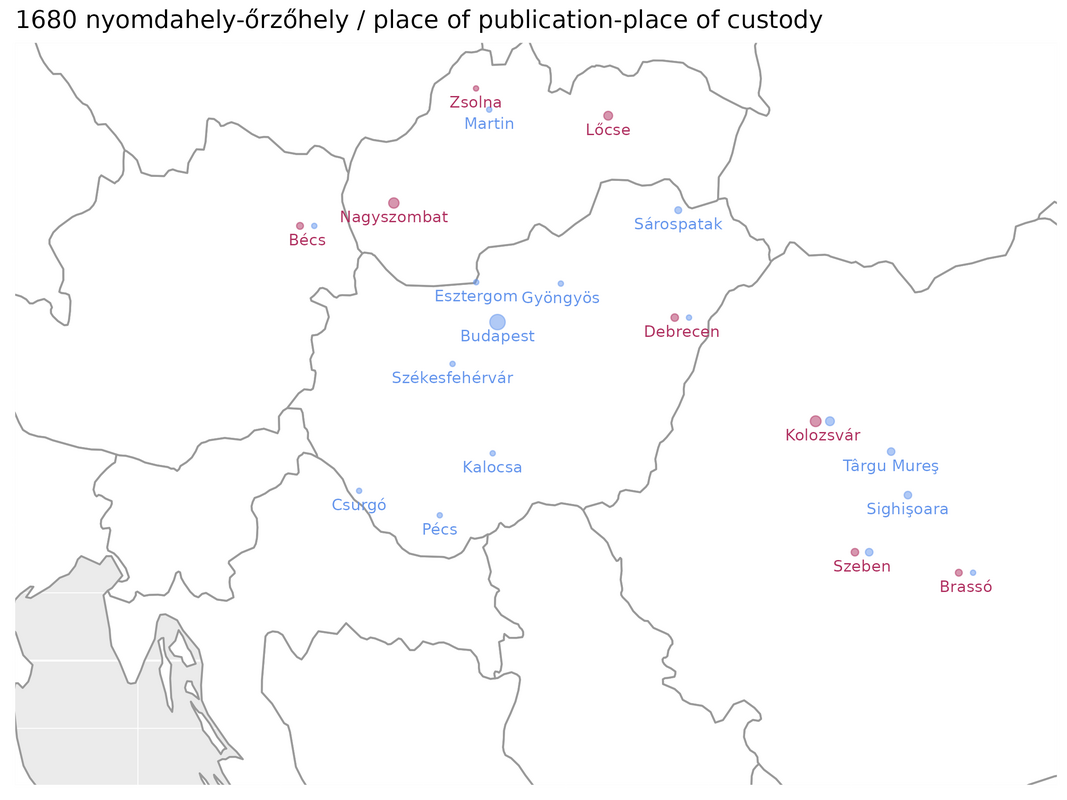 1680 nyomdahely-őrzőhely / place of publication-place of custody
Zsolna
Martin
Lőcse
Nagyszombat
Sárospatak
Bécs
Esztergom
Gyöngyös
Budapest
Debrecen
Székesfehérvár
Kolozsvár
Kalocsa
Târgu Mureş
Csurgó
Sighişoara
Pécs
Szeben
Brassó